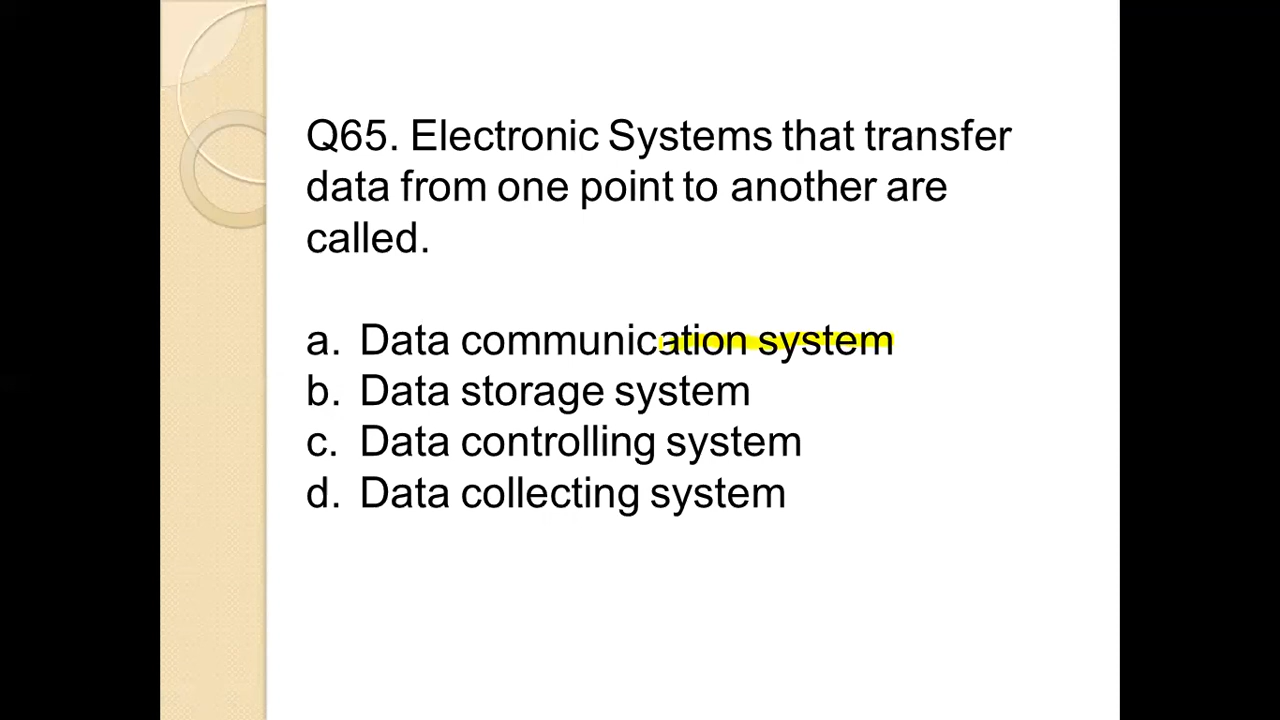 Q65. Electronic Systems that transfer
data from one point to another are
called.
a. Data communication system
b. Data storage system
c. Data controlling system
d. Data collecting system